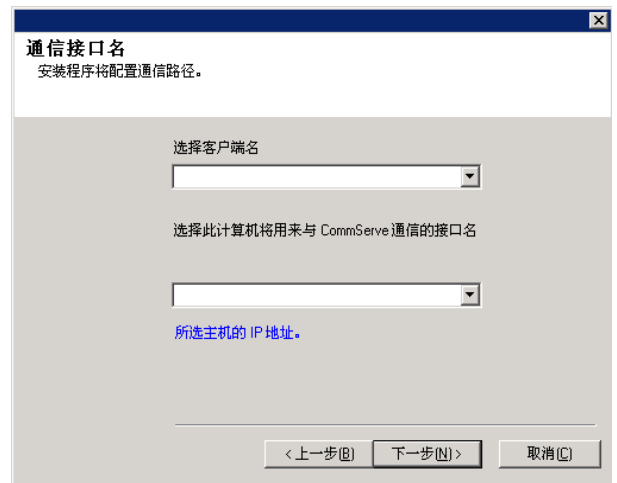 通信接口名
安装程序将配置通信路径。
选择客户端名
选择此计算机将用来与 CommServe 通信的接口名
所选主机的 IP 地址。
<上一步(B)
下一步(N)>
取消(C)